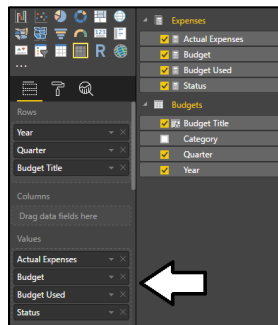 R
...
Rows
Year
Quarter
Budget Title
Columns
Drag data fields here
Values
Actual Expenses
Budget
Budget Used
Status
Expenses
Actual Expenses
Budget
Budget Used
Status
Budgets
Budget Title
Category
Quarter
Year